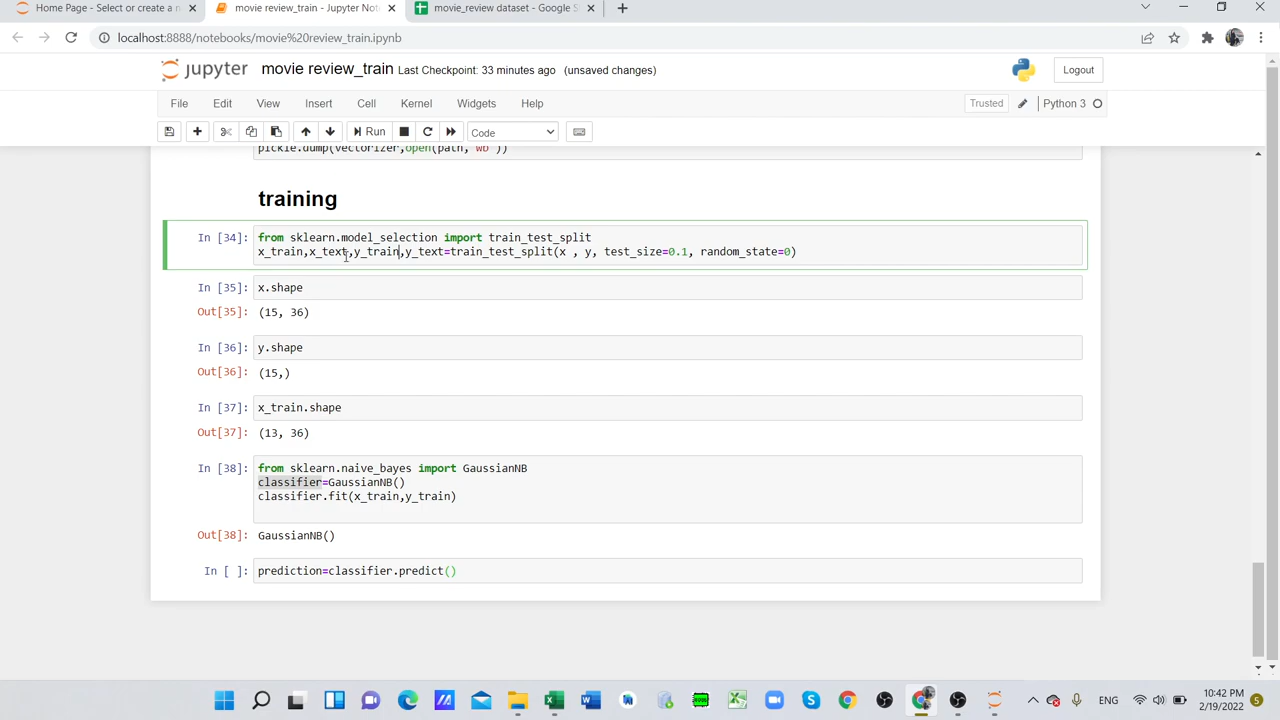 Home Page - Select or create a n
movie review_train - Jupyter Not
movie_review dataset - Google S
localhost:8888/notebooks/movie%20review_train.ipynb
jupyter movie review_train Last Checkpoint: 33 minutes ago (unsaved changes)
Logout
File Edit View Insert Cell Kernel Widgets Help
Trusted
Python 3
Run
Code
pickle.dump(vectorizer,open(path,'wb'))
training
In [34]: from sklearn.model_selection import train_test_split
x_train,x_text,y_train,y_text=train_test_split(x , y, test_size=0.1, random_state=0)
In [35]: x.shape
Out[35]: (15, 36)
In [36]: y.shape
Out[36]: (15,)
In [37]: x_train.shape
Out[37]: (13, 36)
In [38]: from sklearn.naive_bayes import GaussianNB
classifier=GaussianNB()
classifier.fit(x_train,y_train)
Out[38]: GaussianNB()
In [ ]: prediction=classifier.predict()
ENG
10:42 PM
2/19/2022
5